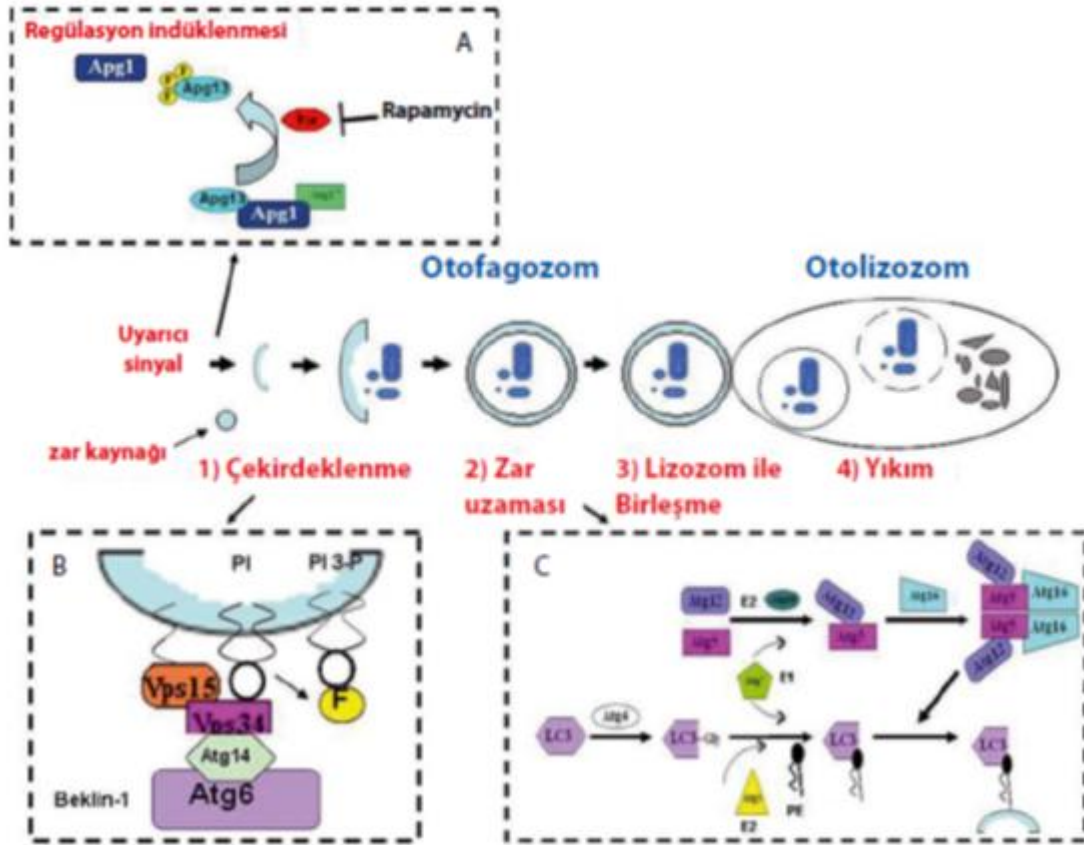 Regülasyon indüklenmesi
A
Apg1
Apg13
Rapamycin
Apg13
Apg1
Otofagozom
Otolizozom
Uyarıcı
sinyal
zar kaynağı
1) Çekirdeklenme
2) Zar
uzaması
3) Lizozom ile
Birleşme
4) Yıkım
B
PI
PI 3-P
Vps15
F
Vps34
Atg14
Atg6
Beklin-1
C
Atg12
E2
Atg12
Atg5
Atg5
Atg16
Atg12
Atg5
Atg16
Atg5
Atg16
Atg12
E1
LC3
Atg4
LC3
Gly
LC3
LC3
E2
PE